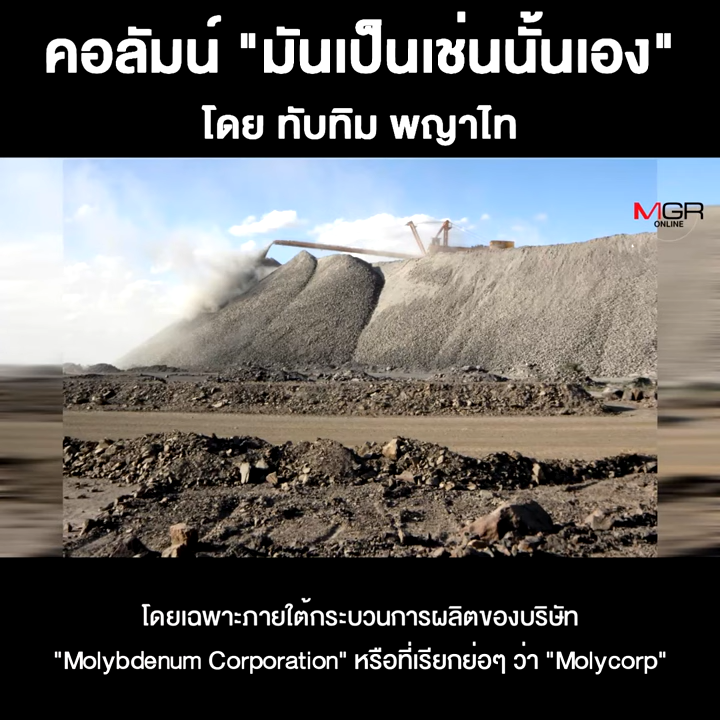 คอลัมน์ "มันเป็นเช่นนั้นเอง"
โดย ทับทิม พญาไท
MGR
ONLINE
โดยเฉพาะภายใต้กระบวนการผลิตของบริษัท
"Molybdenum Corporation" หรือที่เรียกย่อๆ ว่า "Molycorp"